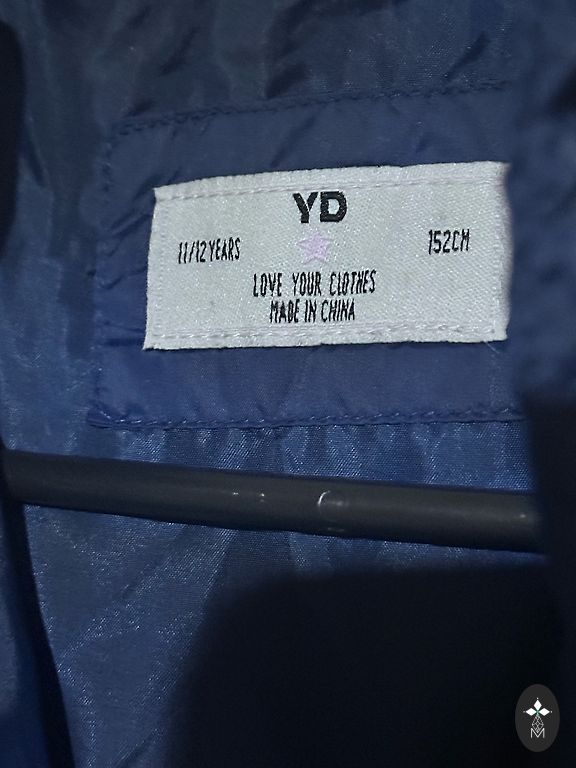 YD
11/12 YEARS 152CM
LOVE YOUR CLOTHES
MADE IN CHINA
M